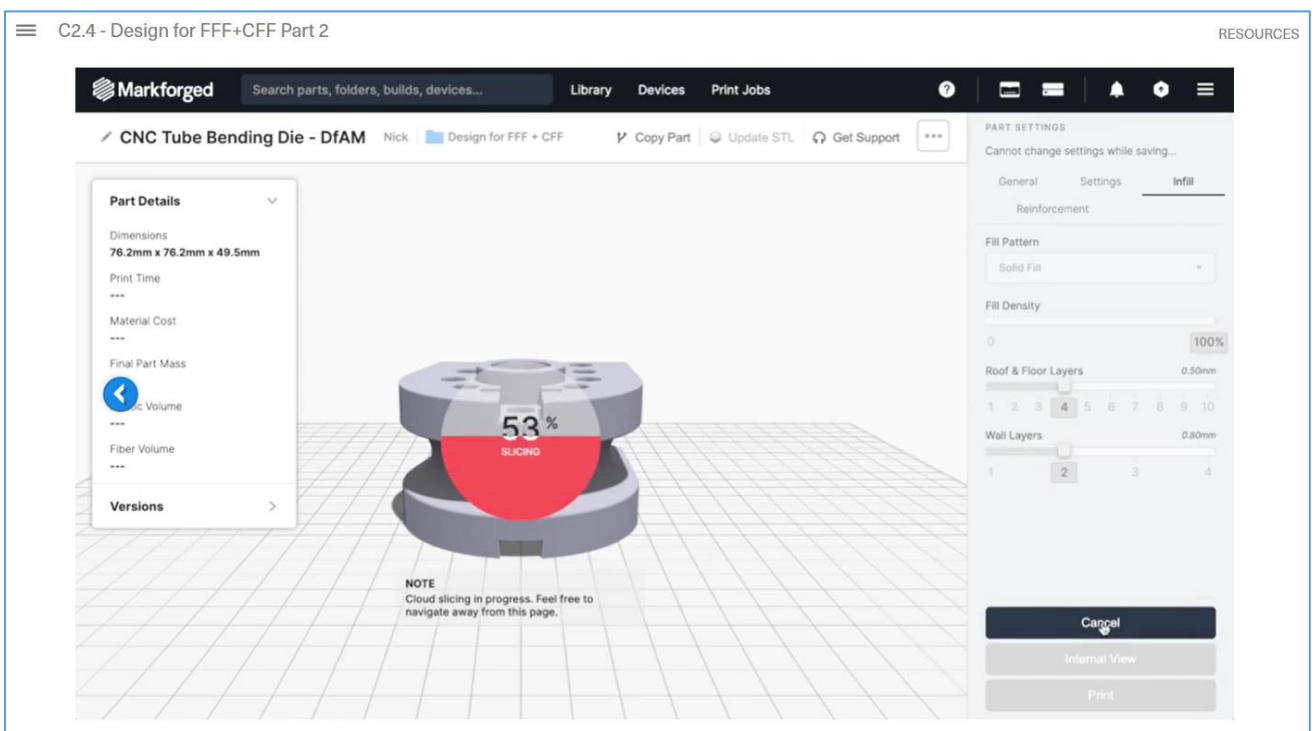 C2.4 - Design for FFF+CFF Part 2
RESOURCES
Markforged
Search parts, folders, builds, devices...
Library
Devices
Print Jobs
CNC Tube Bending Die - DfAM
Nick
Design for FFF + CFF
Copy Part
Update STL
Get Support
Part Details
Dimensions
76.2mm x 76.2mm x 49.5mm
Print Time
---
Material Cost
---
Final Part Mass
Volume
---
Fiber Volume
---
Versions
53 %
SLICING
NOTE
Cloud slicing in progress. Feel free to
navigate away from this page.
PART SETTINGS
Cannot change settings while saving...
General Settings Infill
Reinforcement
Fill Pattern
Solid Fill
Fill Density
0 100%
Roof & Floor Layers 0.50mm
1 2 3 4 5 6 7 8 9 10
Wall Layers 0.80mm
1 2 3 4
Cancel
Internal View
Print